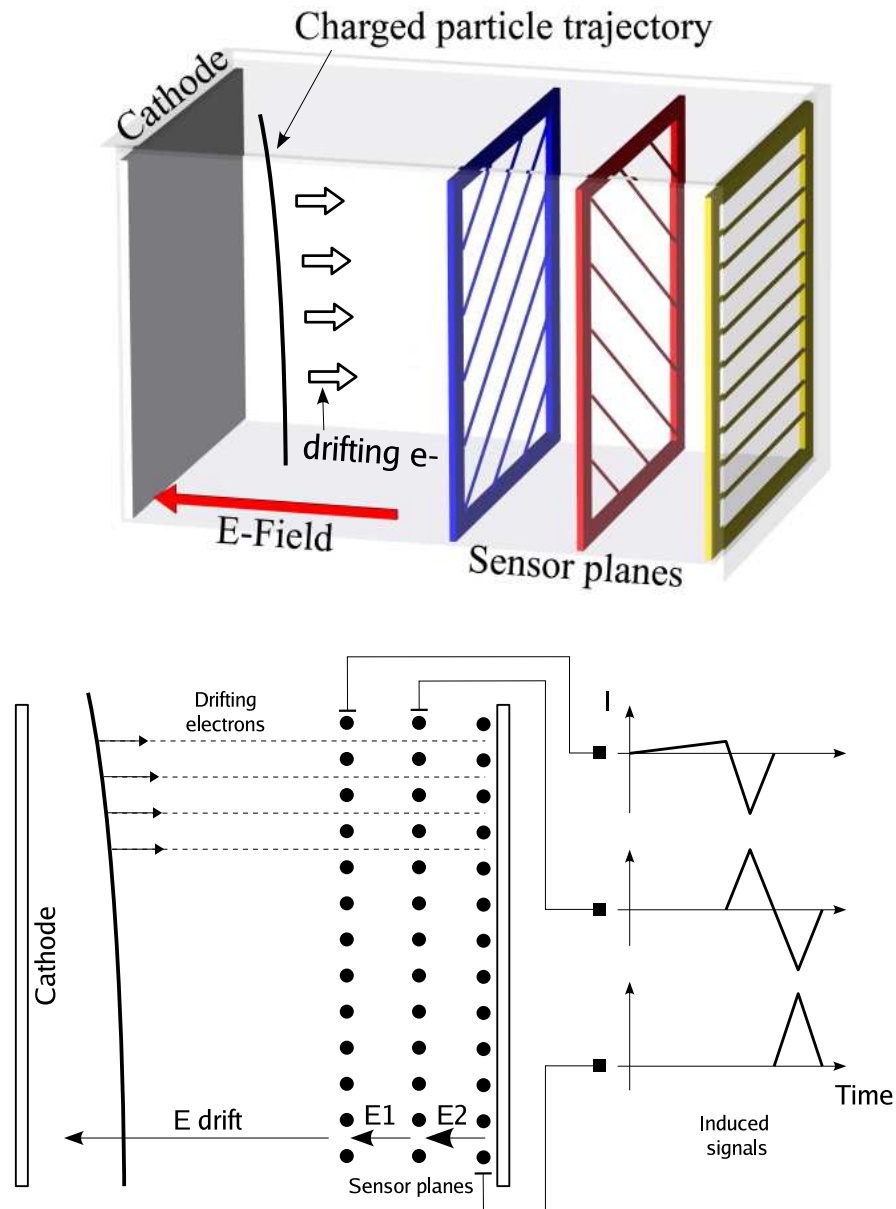 Charged particle trajectory
Cathode
drifting e-
E-Field
Sensor planes
Drifting
electrons
I
Cathode
E drift
E1
E2
Sensor planes
Time
Induced
signals